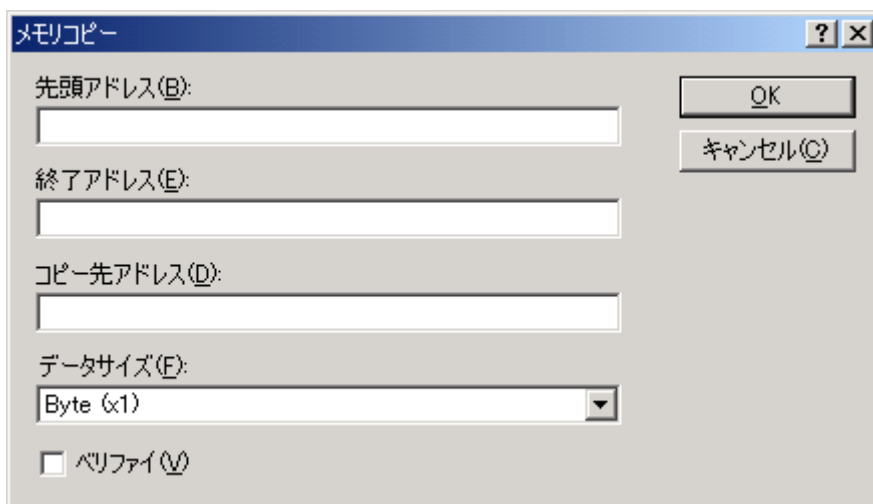 メモリコピー
先頭アドレス(B):
OK
キャンセル(C)
終了アドレス(E):
コピー先アドレス(D):
データサイズ(F):
Byte (x1)
ベリファイ(V)